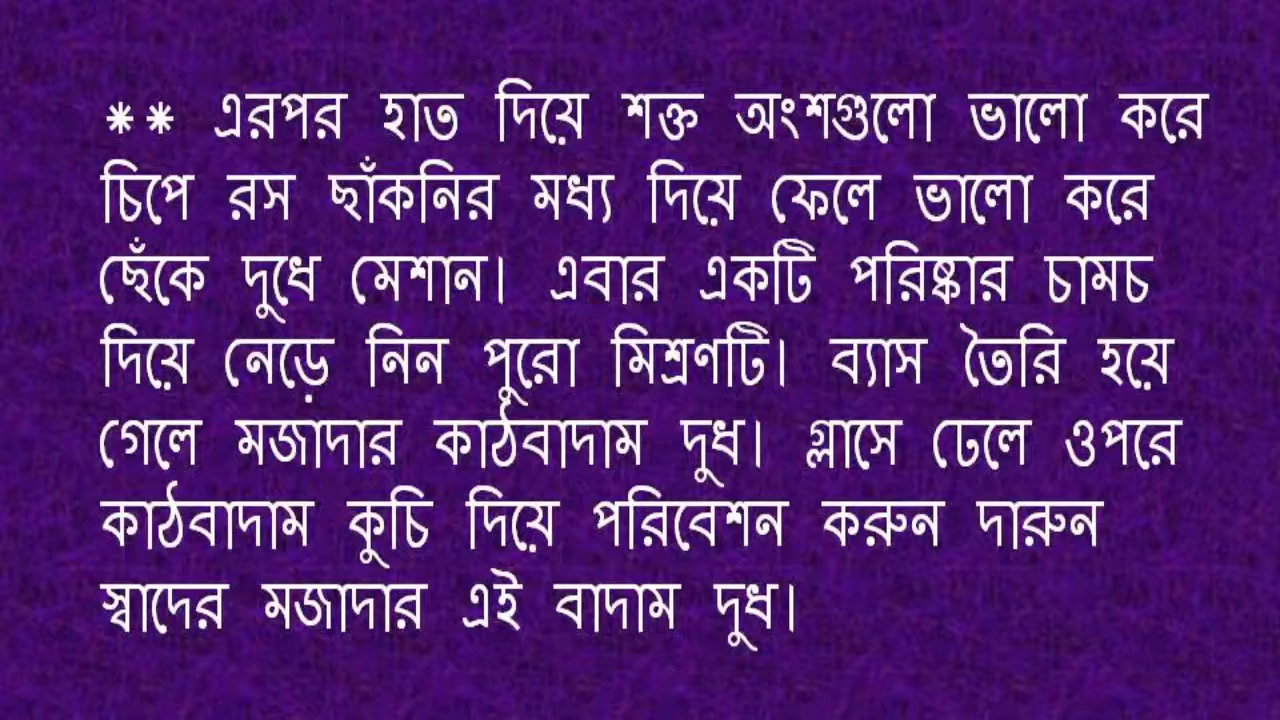 ** এরপর হাত দিয়ে শক্ত অংশগুলো ভালো করে
চিপে রস ছাঁকনির মধ্য দিয়ে ফেলে ভালো করে
ছেঁকে দুধে মেশান। এবার একটি পরিষ্কার চামচ
দিয়ে নেড়ে নিন পুরো মিশ্রণটি। ব্যাস তৈরি হয়ে
গেলে মজাদার কাঠবাদাম দুধ। গ্লাসে ঢেলে ওপরে
কাঠবাদাম কুচি দিয়ে পরিবেশন করুন দারুন
স্বাদের মজাদার এই বাদাম দুধ।